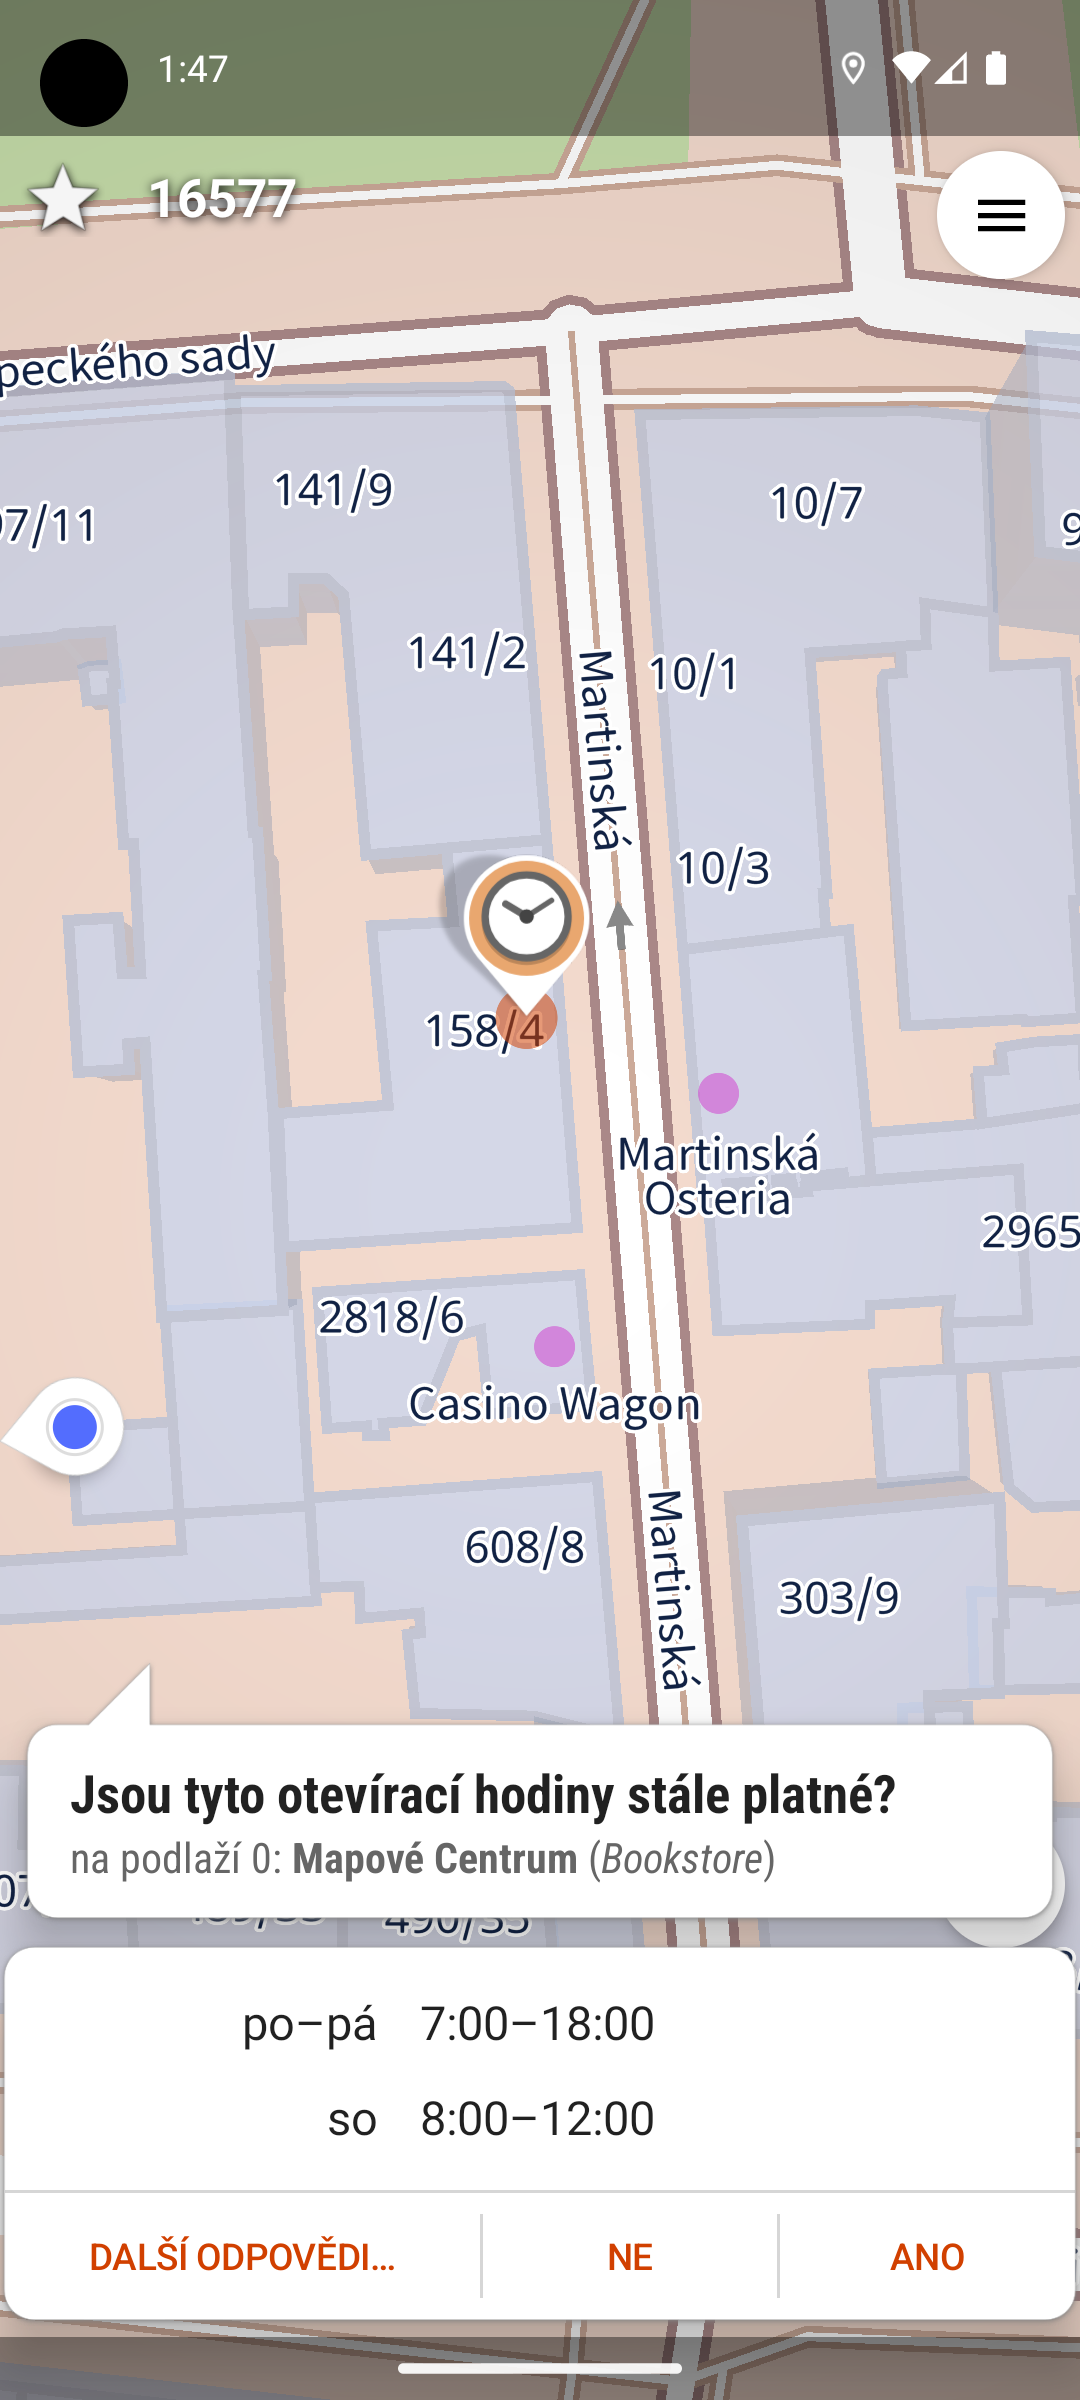 1:47
16577
peckého sady
141/9
10/7
97/11
141/2
10/1
Martinská
10/3
158/4
Martinská
Osteria
2965
2818/6
Casino Wagon
Martinská
608/8
303/9
Jsou tyto otevírací hodiny stále platné?
na podlaží 0: Mapové Centrum (Bookstore)
490/35
po–pá 7:00–18:00
so 8:00–12:00
DALŠÍ ODPOVĚDI…
NE
ANO